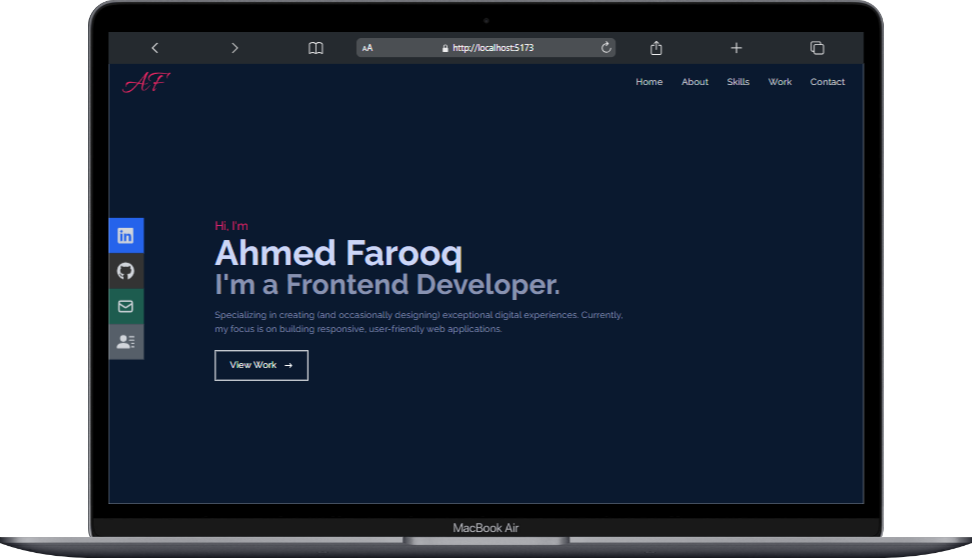 AA http://localhost:5173
AF
Home About Skills Work Contact
Hi, I'm
Ahmed Farooq
I'm a Frontend Developer.
in
Specializing in creating (and occasionally designing) exceptional digital experiences. Currently,
my focus is on building responsive, user-friendly web applications.
View Work →
MacBook Air